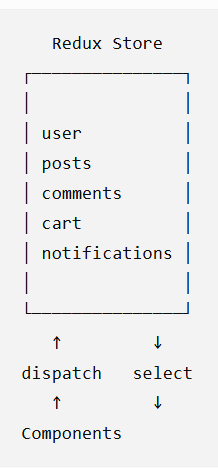 Redux Store
user
posts
comments
cart
notifications
↑ ↓
dispatch select
↑ ↓
Components